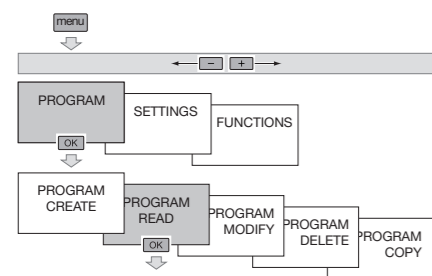 menu
− +
PROGRAM
SETTINGS
FUNCTIONS
OK
PROGRAM
CREATE
PROGRAM
READ
PROGRAM
MODIFY
PROGRAM
DELETE
PROGRAM
COPY
OK